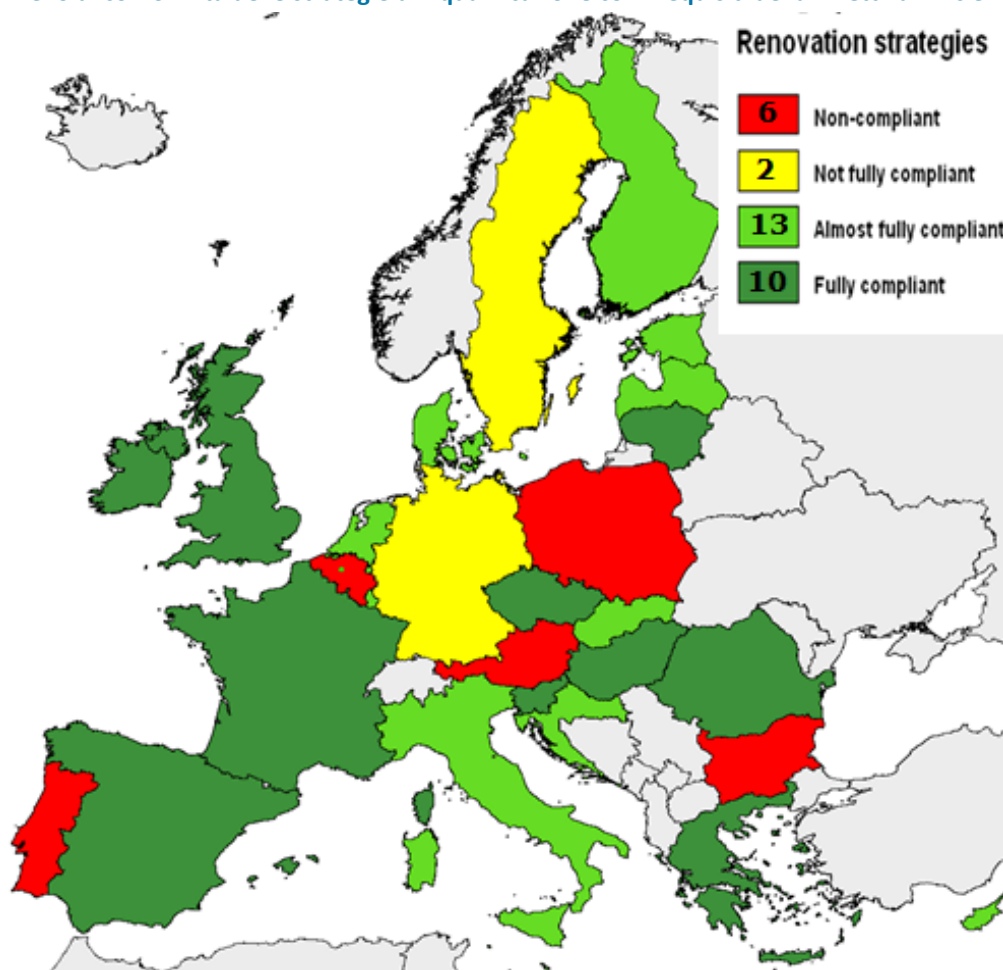 Renovation strategies
6 Non-compliant
2 Not fully compliant
13 Almost fully compliant
10 Fully compliant